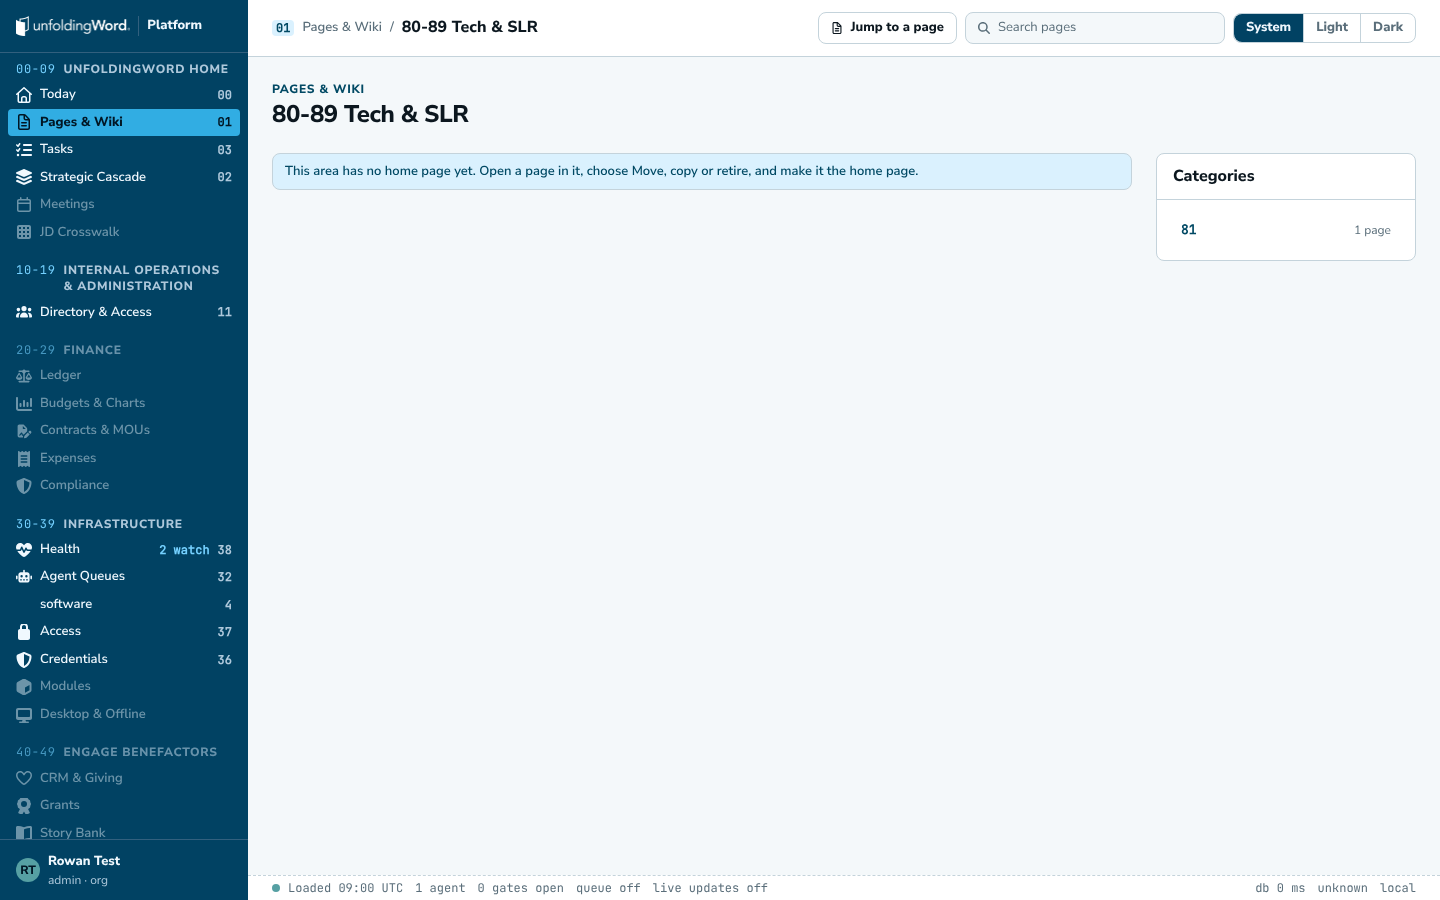 unfoldingWord® Platform
00-09 UNFOLDINGWORD HOME
Today 00
Pages & Wiki 01
Tasks 03
Strategic Cascade 02
Meetings
JD Crosswalk
10-19 INTERNAL OPERATIONS
& ADMINISTRATION
Directory & Access 11
20-29 FINANCE
Ledger
Budgets & Charts
Contracts & MOUs
Expenses
Compliance
30-39 INFRASTRUCTURE
Health 2 watch 38
Agent Queues 32
software 4
Access 37
Credentials 36
Modules
Desktop & Offline
40-49 ENGAGE BENEFACTORS
CRM & Giving
Grants
Story Bank
RT Rowan Test
admin · org
01 Pages & Wiki / 80-89 Tech & SLR
Jump to a page
Search pages
System Light Dark
PAGES & WIKI
80-89 Tech & SLR
This area has no home page yet. Open a page in it, choose Move, copy or retire, and make it the home page.
Categories
81 1 page
Loaded 09:00 UTC 1 agent 0 gates open queue off live updates off
db 0 ms unknown local